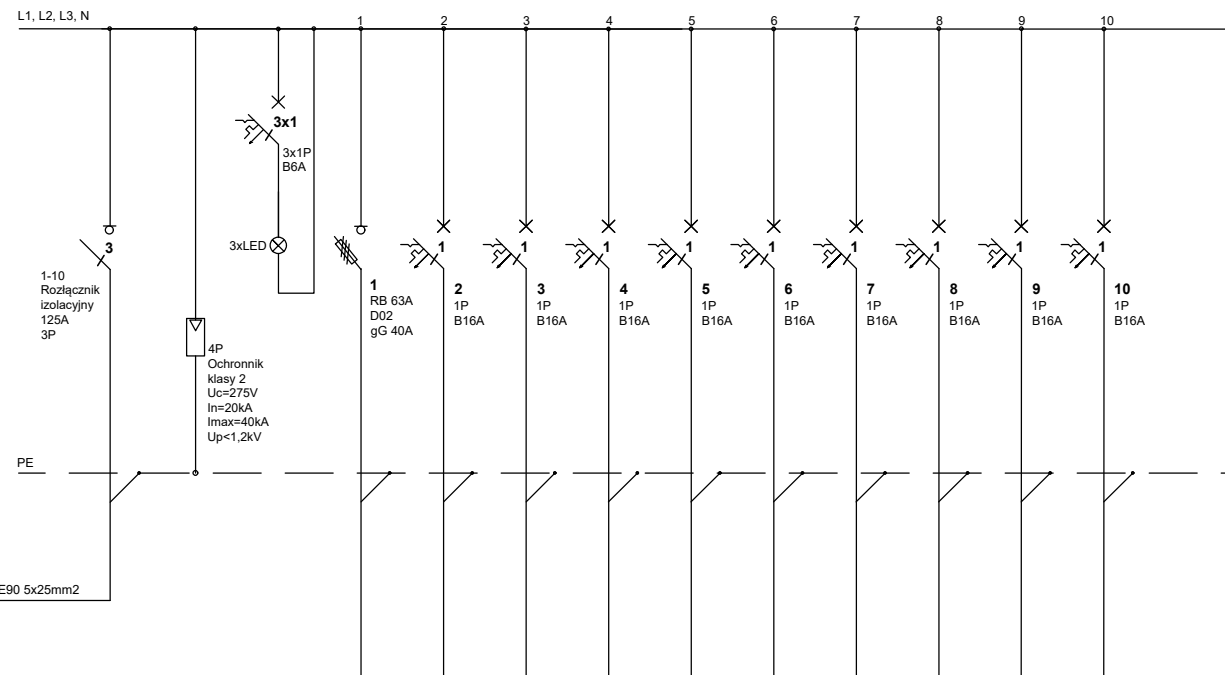 L1, L2, L3, N
1
2
3
4
5
6
7
8
9
10
3x1
3x1P
B6A
3xLED
3
1-10
Rozłącznik
izolacyjny
125A
3P
4P
Ochronnik
klasy 2
Uc=275V
In=20kA
Imax=40kA
Up<1,2kV
1
RB 63A
D02
gG 40A
1
2
1P
B16A
1
3
1P
B16A
1
4
1P
B16A
1
5
1P
B16A
1
6
1P
B16A
1
7
1P
B16A
1
8
1P
B16A
1
9
1P
B16A
1
10
1P
B16A
PE
E90 5x25mm2